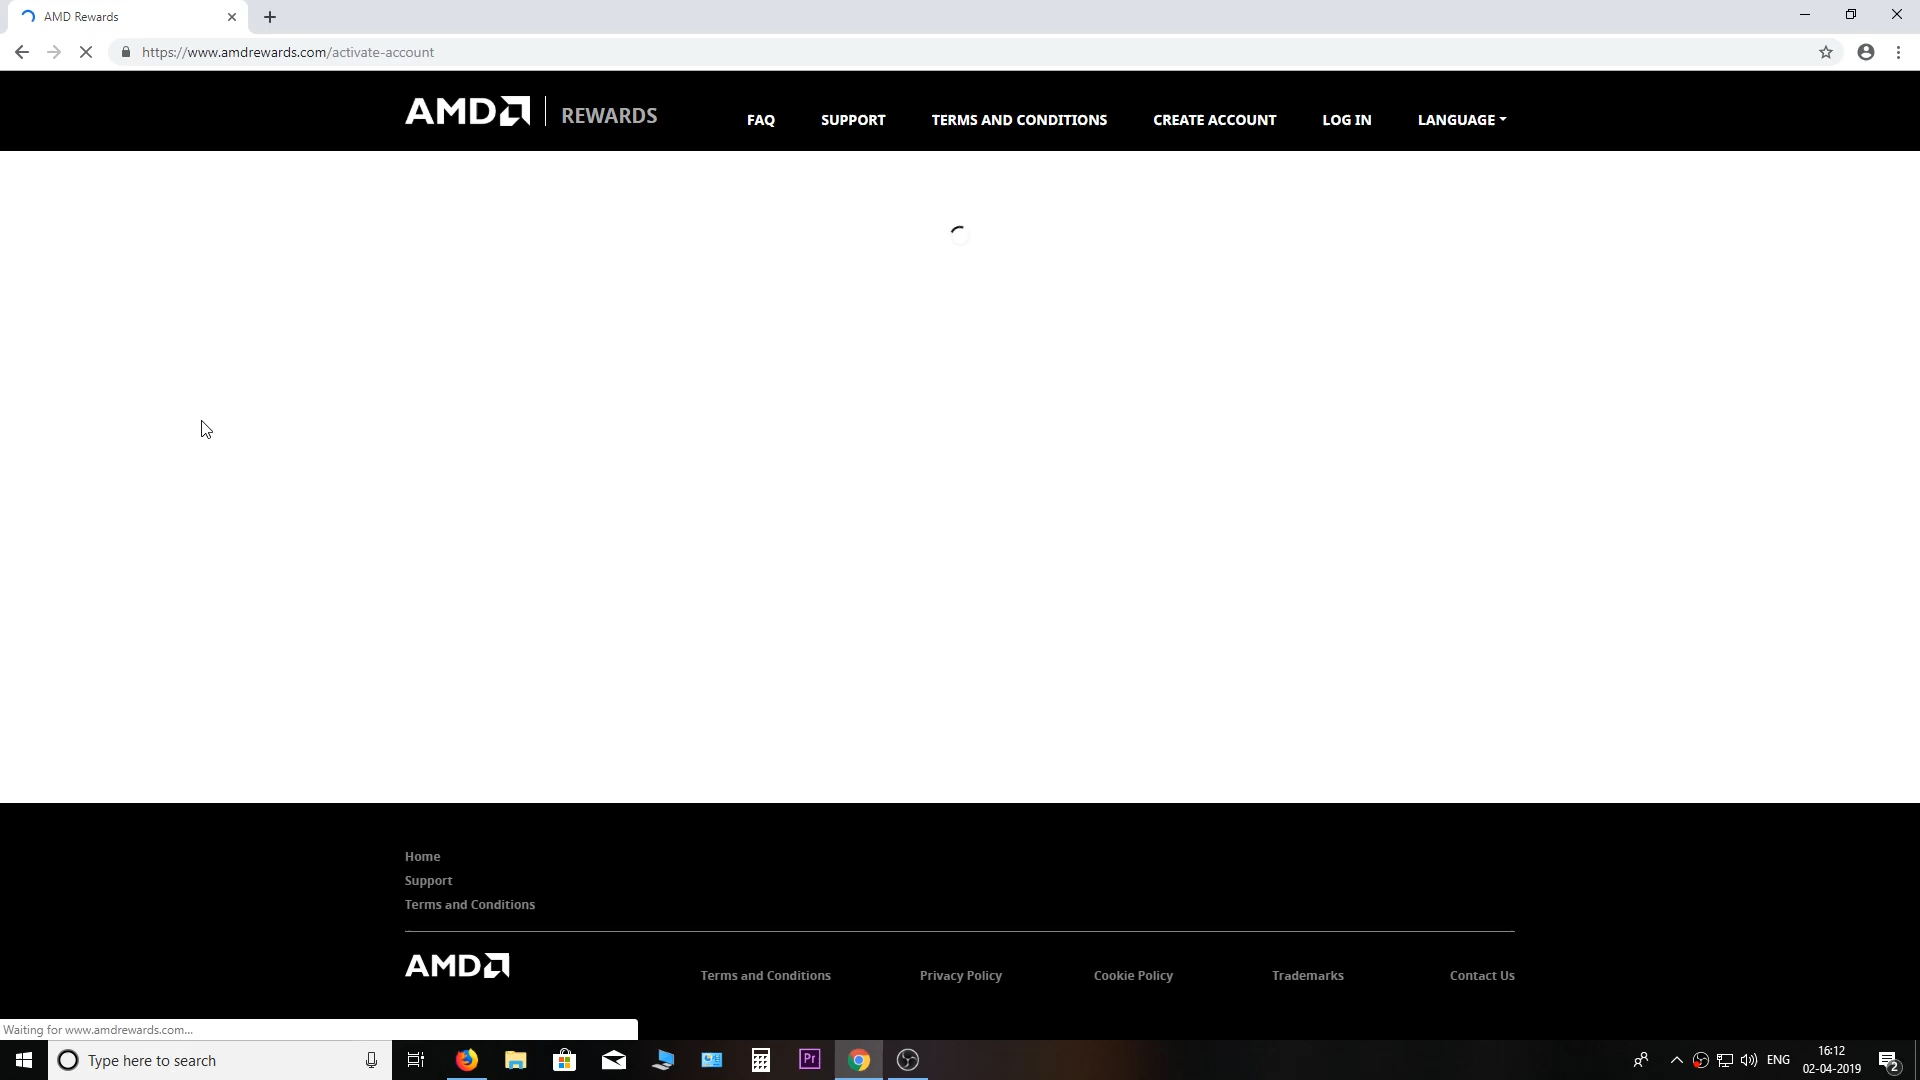 AMD Rewards
https://www.amdrewards.com/activate-account
AMD REWARDS FAQ SUPPORT TERMS AND CONDITIONS CREATE ACCOUNT LOG IN LANGUAGE
Home
Support
Terms and Conditions
AMD Terms and Conditions Privacy Policy Cookie Policy Trademarks Contact Us
Waiting for www.amdrewards.com...
Type here to search
Pr
ENG
16:12
02-04-2019
2